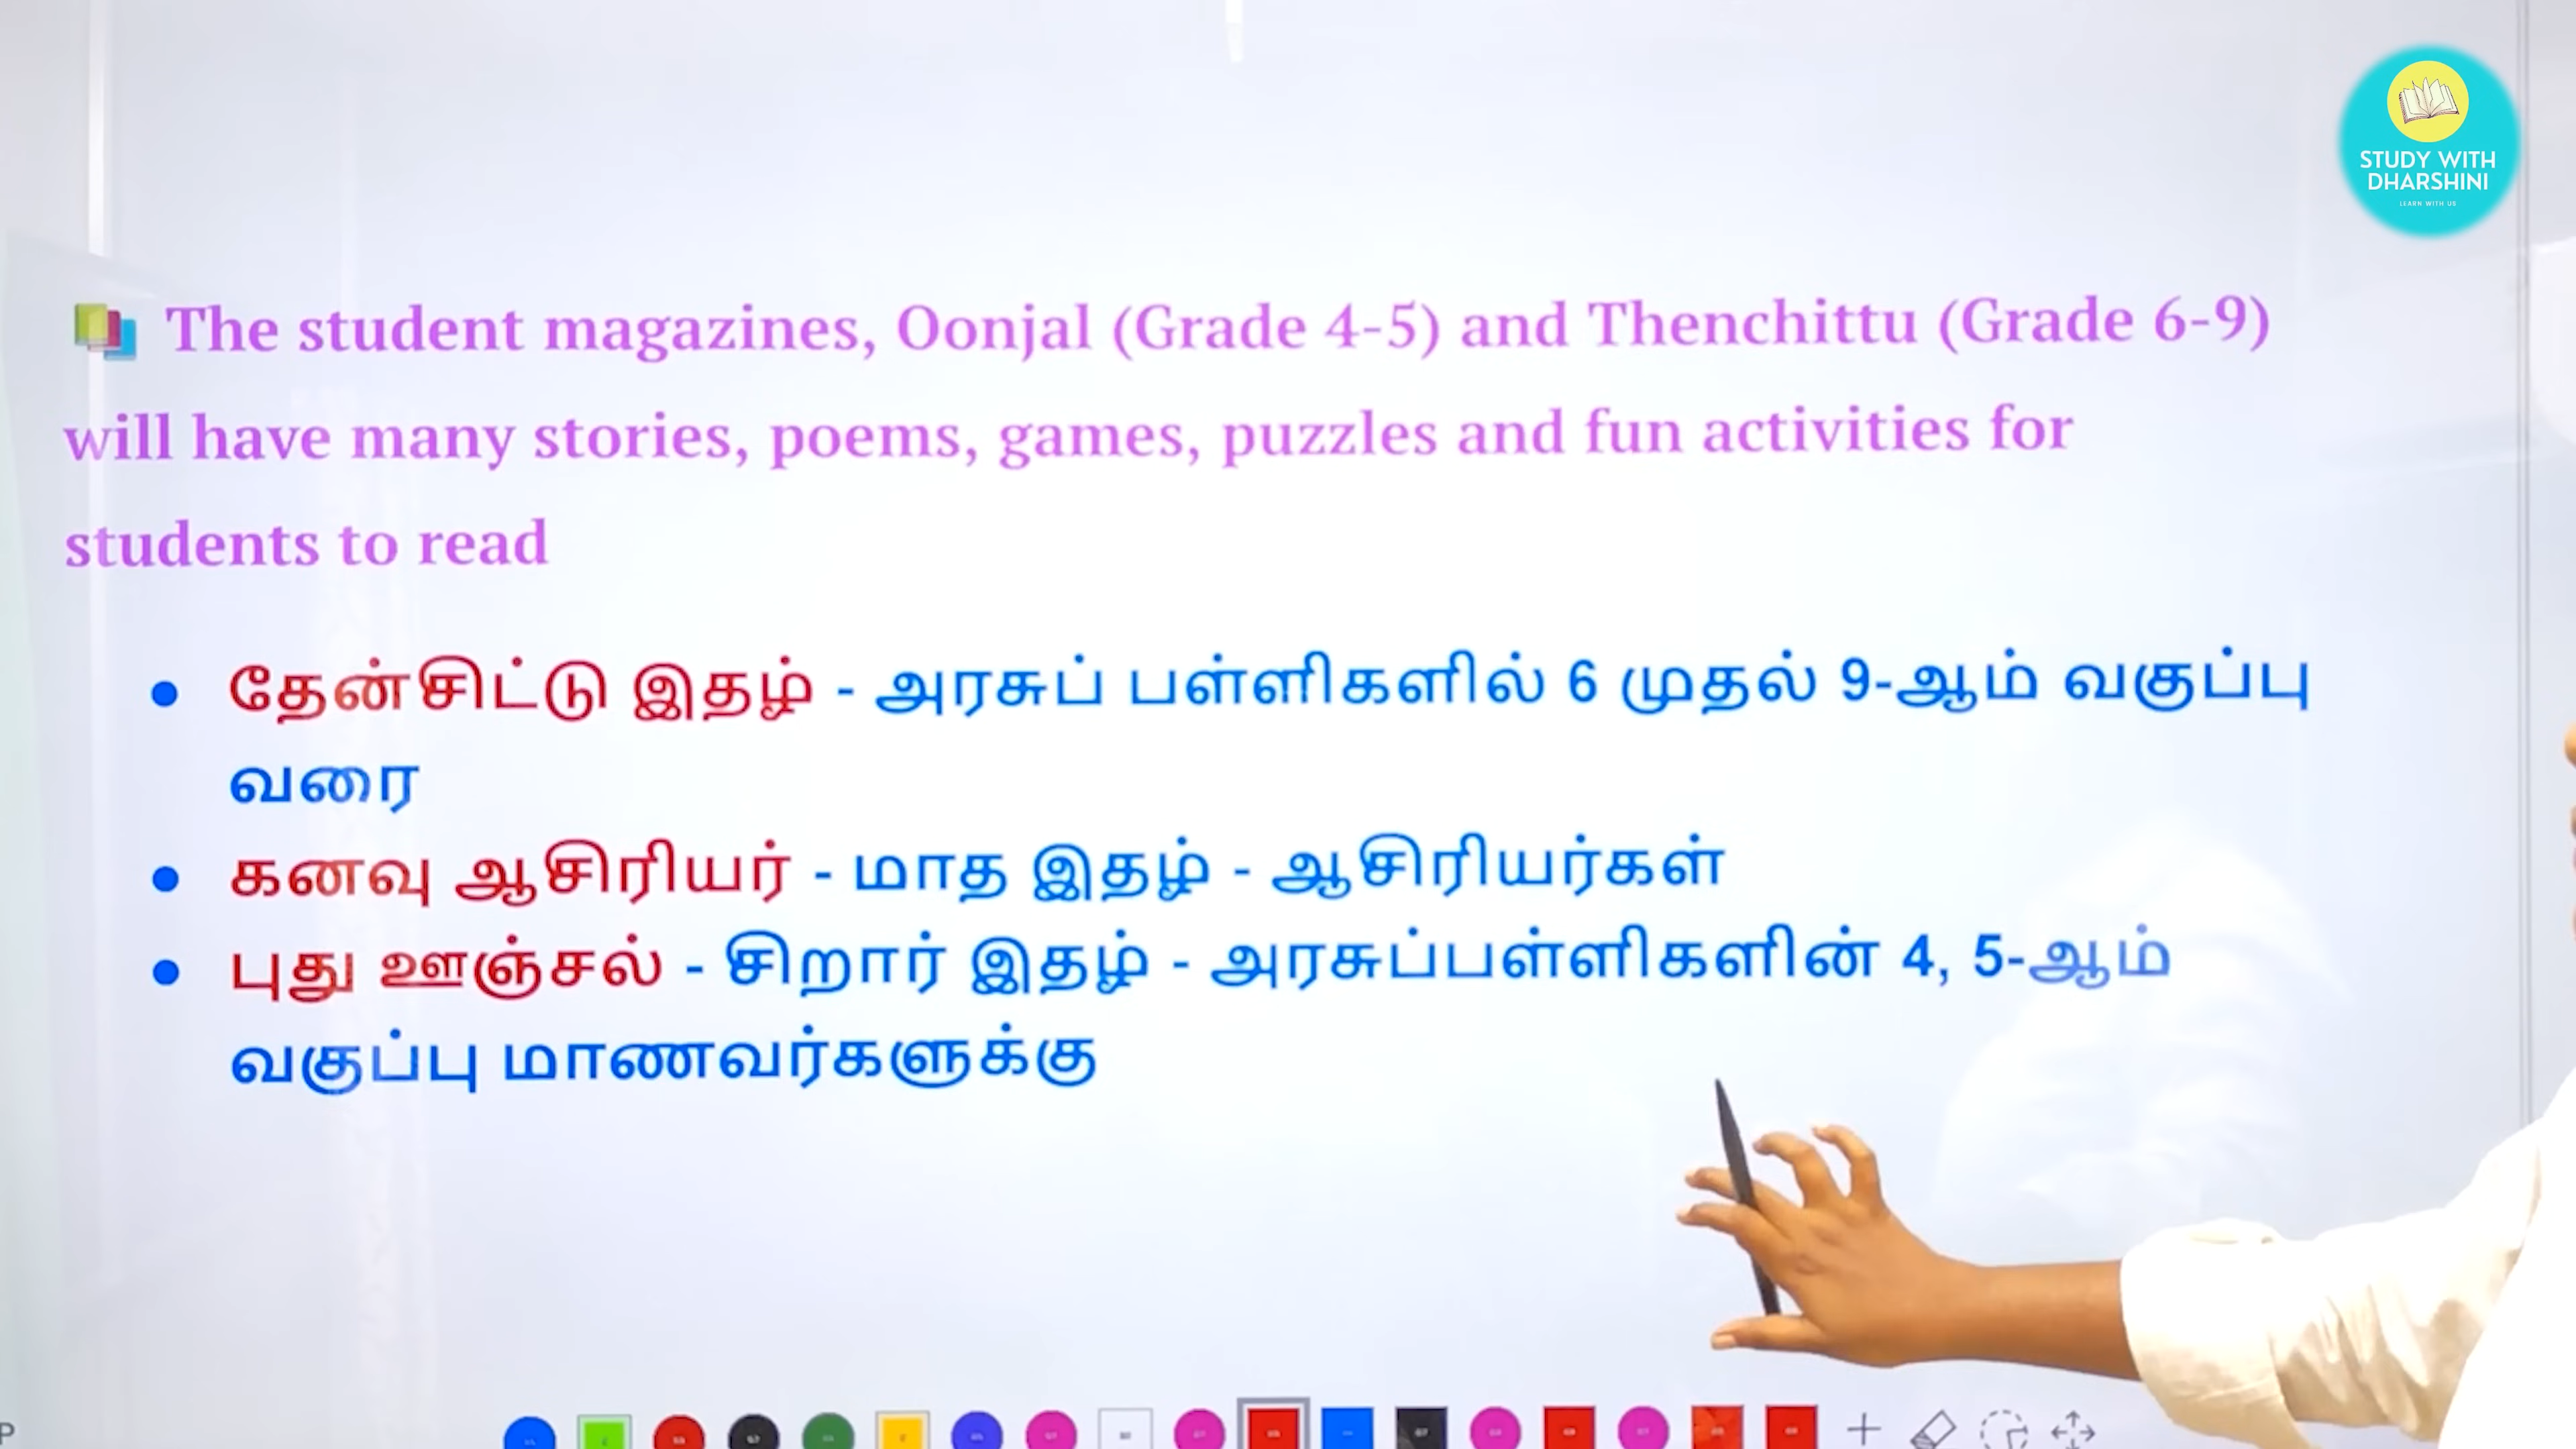 STUDY WITH
DHARSHINI
LEARN WITH US
The student magazines, Oonjal (Grade 4-5) and Thenchittu (Grade 6-9)
will have many stories, poems, games, puzzles and fun activities for
students to read
● தேன்சிட்டு இதழ் - அரசுப் பள்ளிகளில் 6 முதல் 9-ஆம் வகுப்பு
வரை
● கனவு ஆசிரியர் - மாத இதழ் - ஆசிரியர்கள்
● புது ஊஞ்சல் - சிறார் இதழ் - அரசுப்பள்ளிகளின் 4, 5-ஆம்
வகுப்பு மாணவர்களுக்கு